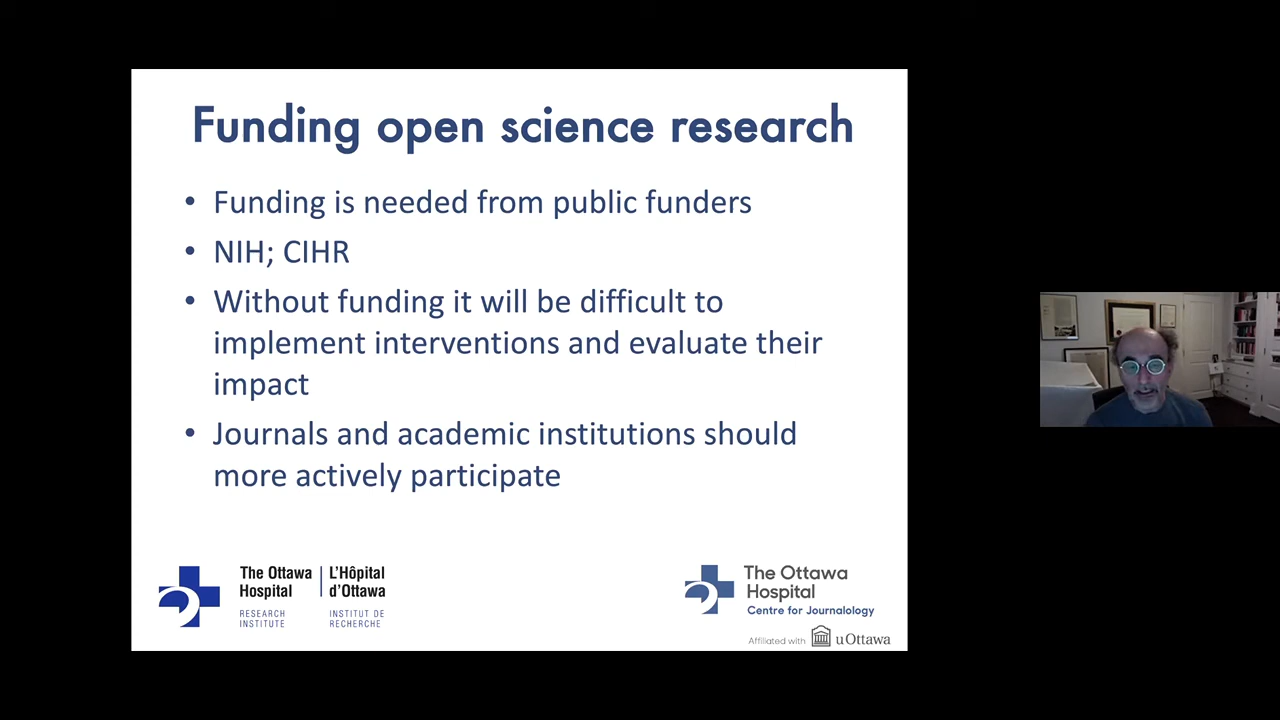 Funding open science research
• Funding is needed from public funders
• NIH; CIHR
• Without funding it will be difficult to
implement interventions and evaluate their
impact
• Journals and academic institutions should
more actively participate
The Ottawa
Hospital
RESEARCH
INSTITUTE
L'Hôpital
d'Ottawa
INSTITUT DE
RECHERCHE
The Ottawa
Hospital
Centre for Journalology
Affiliated with uOttawa